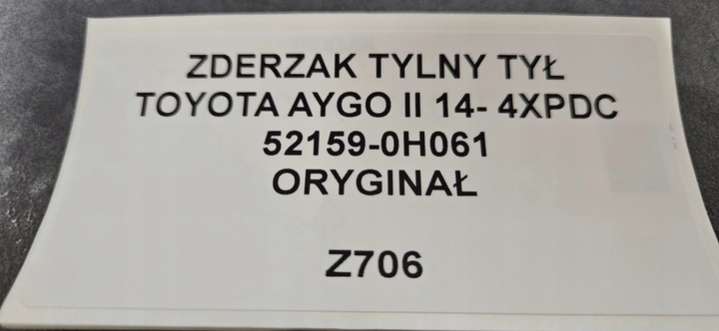 ZDERZAK TYLNY TYŁ
TOYOTA AYGO II 14- 4XPDC
52159-0H061
ORYGINAŁ
Z706